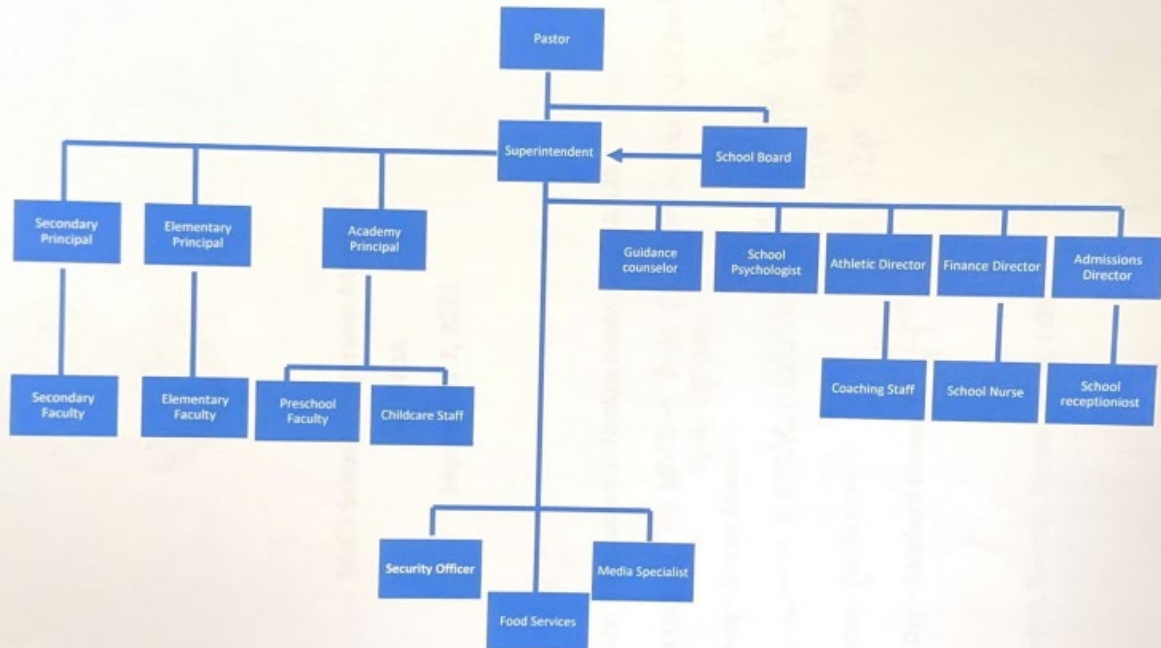 Pastor
Superintendent
School Board
Secondary
Principal
Elementary
Principal
Academy
Principal
Guidance
counselor
School
Psychologist
Athletic Director
Finance Director
Admissions
Director
Secondary
Faculty
Elementary
Faculty
Preschool
Faculty
Childcare Staff
Coaching Staff
School Nurse
School
receptioniost
Security Officer
Media Specialist
Food Services